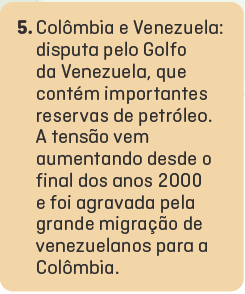 5. Colômbia e Venezuela:
disputa pelo Golfo
da Venezuela, que
contém importantes
reservas de petróleo.
A tensão vem
aumentando desde o
final dos anos 2000
e foi agravada pela
grande migração de
venezuelanos para a
Colômbia.